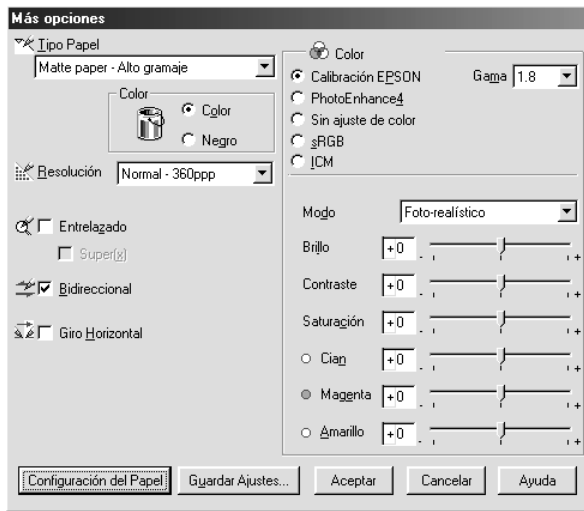 Más opciones
Tipo Papel
Matte paper - Alto gramaje
Color
Color
Negro
Resolución
Normal - 360ppp
Entrelazado
Super(x)
Bidireccional
Giro Horizontal
Color
Calibración EPSON
Gama
1.8
PhotoEnhance4
Sin ajuste de color
sRGB
ICM
Modo
Foto-realístico
Brillo +0 - +
Contraste +0 - +
Saturación +0 - +
Cian +0 - +
Magenta +0 - +
Amarillo +0 - +
Configuración del Papel Guardar Ajustes... Aceptar Cancelar Ayuda